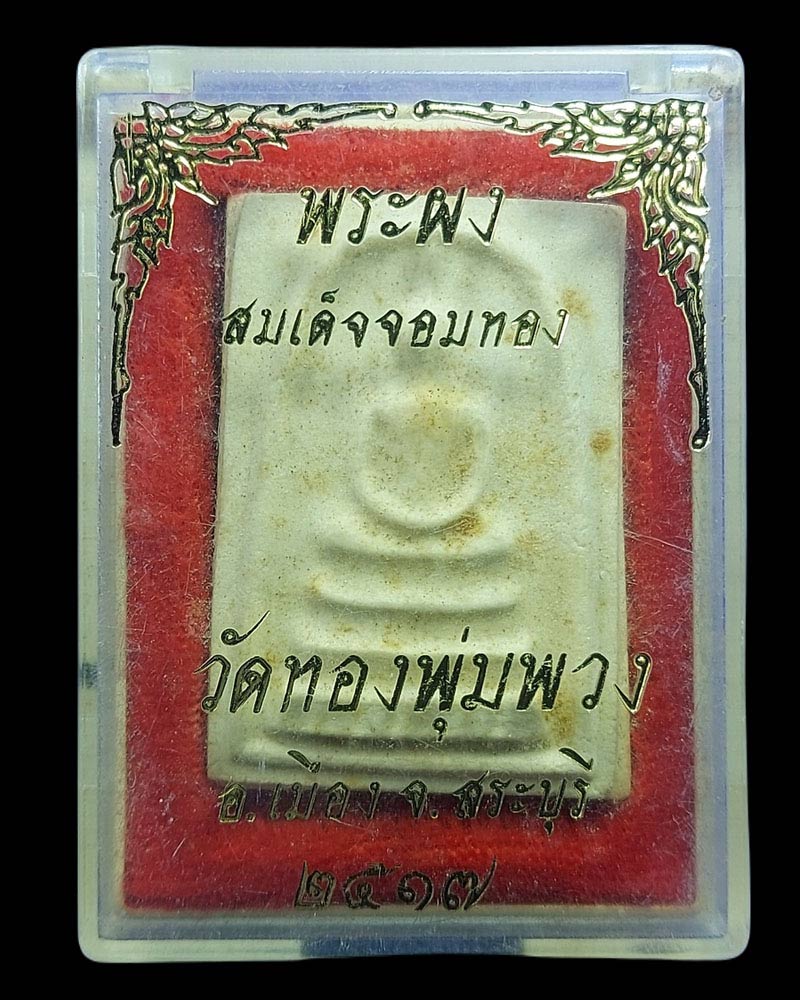 พระผง
สมเด็จจอมทอง
วัดทองพุ่มพวง
อ.เมือง จ.สระบุรี
๒๕๑๗